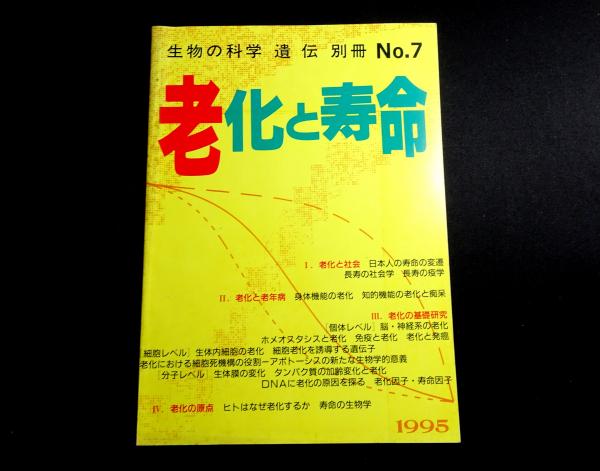 生物の科学 遺伝 別冊 No.7
老化と寿命
I. 老化と社会 日本人の寿命の変遷
長寿の社会学 長寿の疫学
II. 老化と老年病 身体機能の老化 知的機能の老化と痴呆
III. 老化の基礎研究
［個体レベル］脳・神経系の老化
ホメオスタシスと老化 免疫と老化 老化と発癌
細胞レベル］生体内細胞の老化 細胞老化を誘導する遺伝子
老化における細胞死機構の役割ーアポトーシスの新たな生物学的意義
［分子レベル］生体膜の変化 タンパク質の加齢変化と老化
DNAに老化の原因を探る 老化因子・寿命因子
IV. 老化の原点 ヒトはなぜ老化するか 寿命の生物学
1995